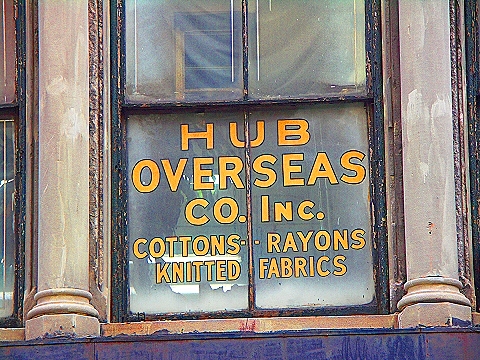 HUB
OVERSEAS
CO. INC.
COTTONS-- RAYONS
KNITTED FABRICS